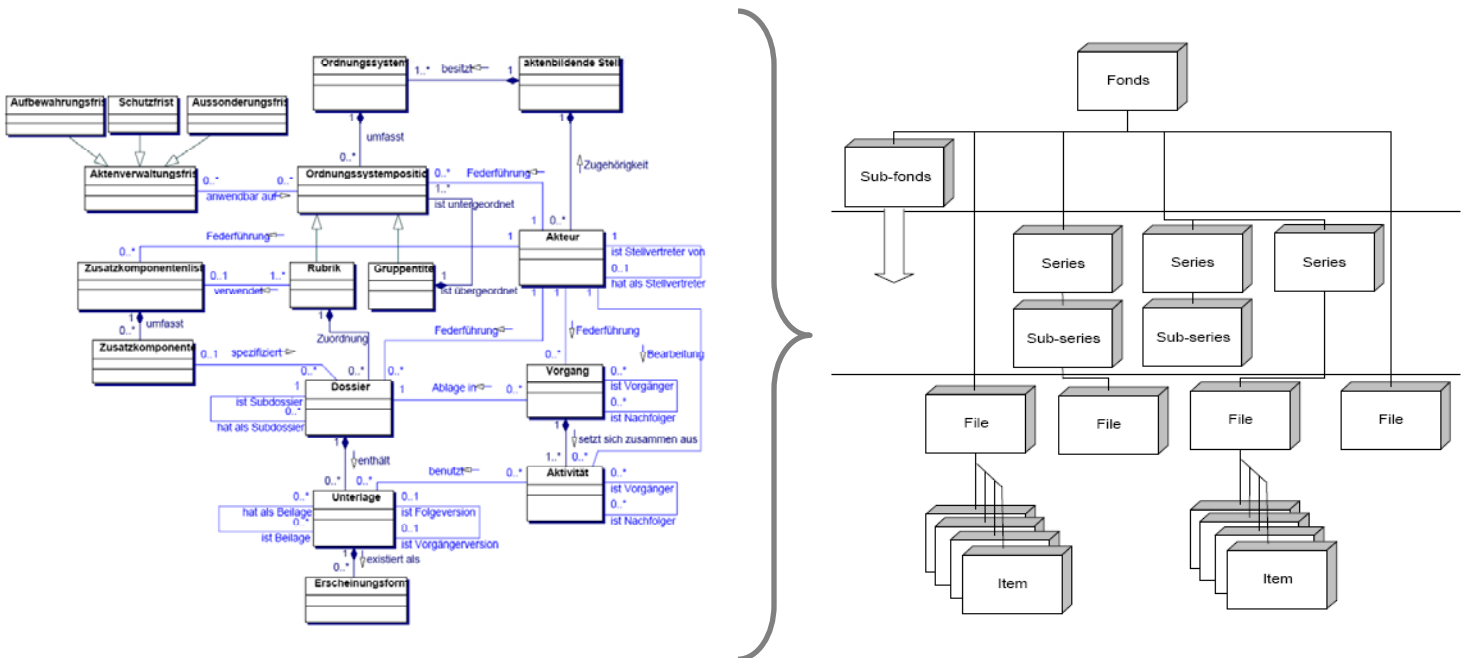 Ordnungssystem
1..*
besitzt
1
aktenbildende Stell
Aufbewahrungsfris
Schutzfrist
Aussonderungsfris
1
umfasst
0..*
1
Zugehörigkeit
0..*
Aktenverwaltungsfris
0..*
anwendbar auf
0..*
Ordnungssystempositio
0..*
Federführung
1
1..*
ist untergeordnet
Federführung
0..*
1
Akteur
1
ist Stellvertreter von
0..1
hat als Stellvertreter
Zusatzkomponentenlist
0..1
verwendet
1..*
Rubrik
Gruppentite
1
ist übergeordnet
1
umfasst
0..*
1
Zuordnung
0..*
1
Federführung
0..*
1
Federführung
1
Bearbeitung
Zusatzkomponente
0..1
spezifiziert
0..*
Dossier
1
ist Subdossier
0..*
hat als Subdossier
1
Ablage in
0..*
Vorgang
0..*
ist Vorgänger
0..*
ist Nachfolger
1
enthält
0..*
1
setzt sich zusammen aus
1..*
0..*
0..*
benutzt
0..*
Aktivität
0..*
ist Vorgänger
0..*
ist Nachfolger
Unterlage
0..*
hat als Beilage
0..*
ist Beilage
0..1
ist Folgeversion
0..1
ist Vorgängerversion
1
existiert als
0..*
Erscheinungsform
Fonds
Sub-fonds
Series
Series
Series
Sub-series
Sub-series
File
File
File
File
Item
Item